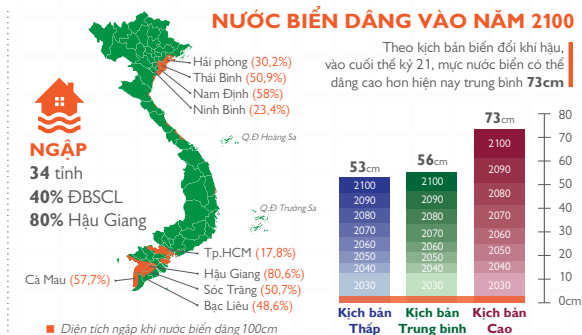 NƯỚC BIỂN DÂNG VÀO NĂM 2100
Theo kịch bản biến đổi khí hậu,
vào cuối thế kỷ 21, mực nước biển có thể
dâng cao hơn hiện nay trung bình 73cm
Hải phòng (30,2%)
Thái Bình (50,9%)
Nam Định (58%)
Ninh Bình (23,4%)
Q.Đ Hoàng Sa
NGẬP
34 tỉnh
40% ĐBSCL
80% Hậu Giang
Q.Đ Trường Sa
Tp.HCM (17,8%)
Hậu Giang (80,6%)
Cà Mau (57,7%)
Sóc Trăng (50,7%)
Bạc Liêu (48,6%)
Diện tích ngập khi nước biển dâng 100cm
53cm
2100
2090
2080
2070
2060
2050
2040
2030
Kịch bản
Thấp
56cm
2100
2090
2080
2070
2060
2050
2040
2030
Kịch bản
Trung bình
73cm
2100
2090
2080
2070
2060
2050
2040
2030
Kịch bản
Cao
80
70
60
50
40
30
20
10
0cm